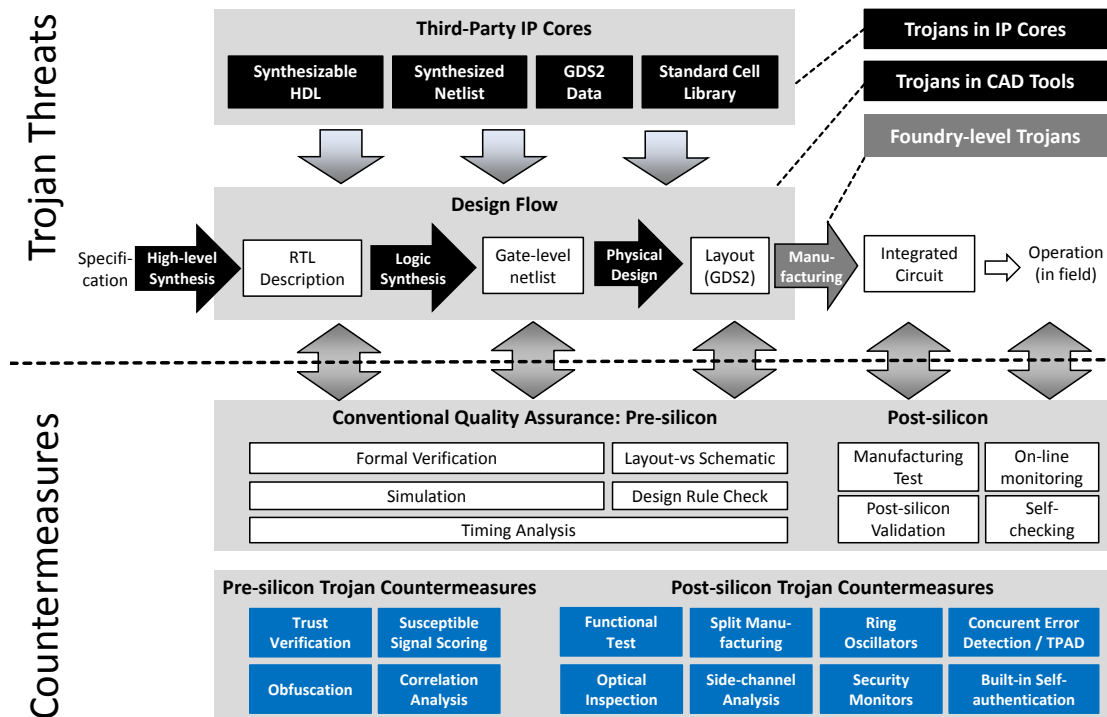 Trojan Threats
Third-Party IP Cores
Synthesizable
HDL
Synthesized
Netlist
GDS2
Data
Standard Cell
Library
Trojans in IP Cores
Trojans in CAD Tools
Foundry-level Trojans
Design Flow
Specifi-
cation
High-level
Synthesis
RTL
Description
Logic
Synthesis
Gate-level
netlist
Physical
Design
Layout
(GDS2)
Manu-
facturing
Integrated
Circuit
Operation
(in field)
Countermeasures
Conventional Quality Assurance: Pre-silicon
Formal Verification
Layout-vs Schematic
Simulation
Design Rule Check
Timing Analysis
Post-silicon
Manufacturing
Test
On-line
monitoring
Post-silicon
Validation
Self-
checking
Pre-silicon Trojan Countermeasures
Trust
Verification
Susceptible
Signal Scoring
Obfuscation
Correlation
Analysis
Post-silicon Trojan Countermeasures
Functional
Test
Split Manu-
facturing
Ring
Oscillators
Concurent Error
Detection / TPAD
Optical
Inspection
Side-channel
Analysis
Security
Monitors
Built-in Self-
authentication